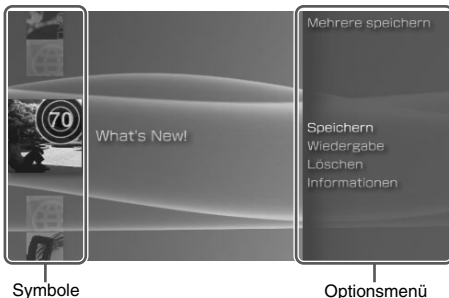 Mehrere speichern
70
What's New!
Speichern
Wiedergabe
Löschen
Informationen
Symbole
Optionsmenü